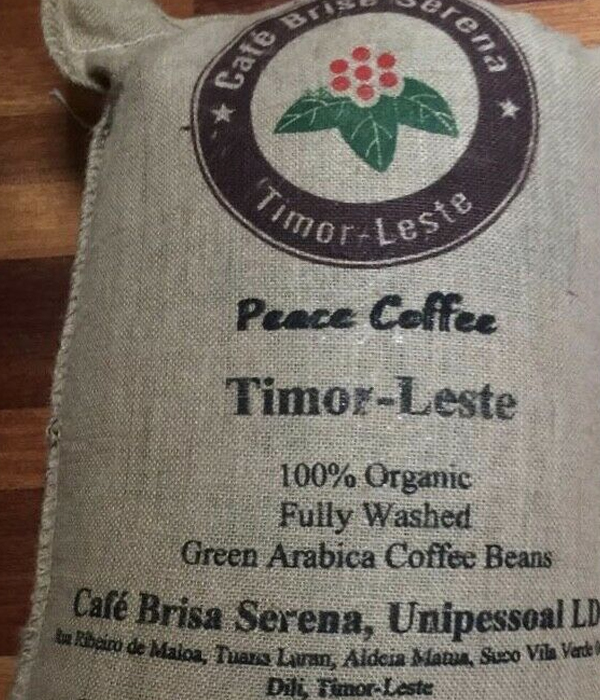 Café Brisa Serena
Timor-Leste
Peace Coffee
Timor-Leste
100% Organic
Fully Washed
Green Arabica Coffee Beans
Café Brisa Serena, Unipessoal LD
Rua Ribeiro de Maloa, Tuana Laran, Aldeia Matua, Suco Vila Verde
Dili, Timor-Leste